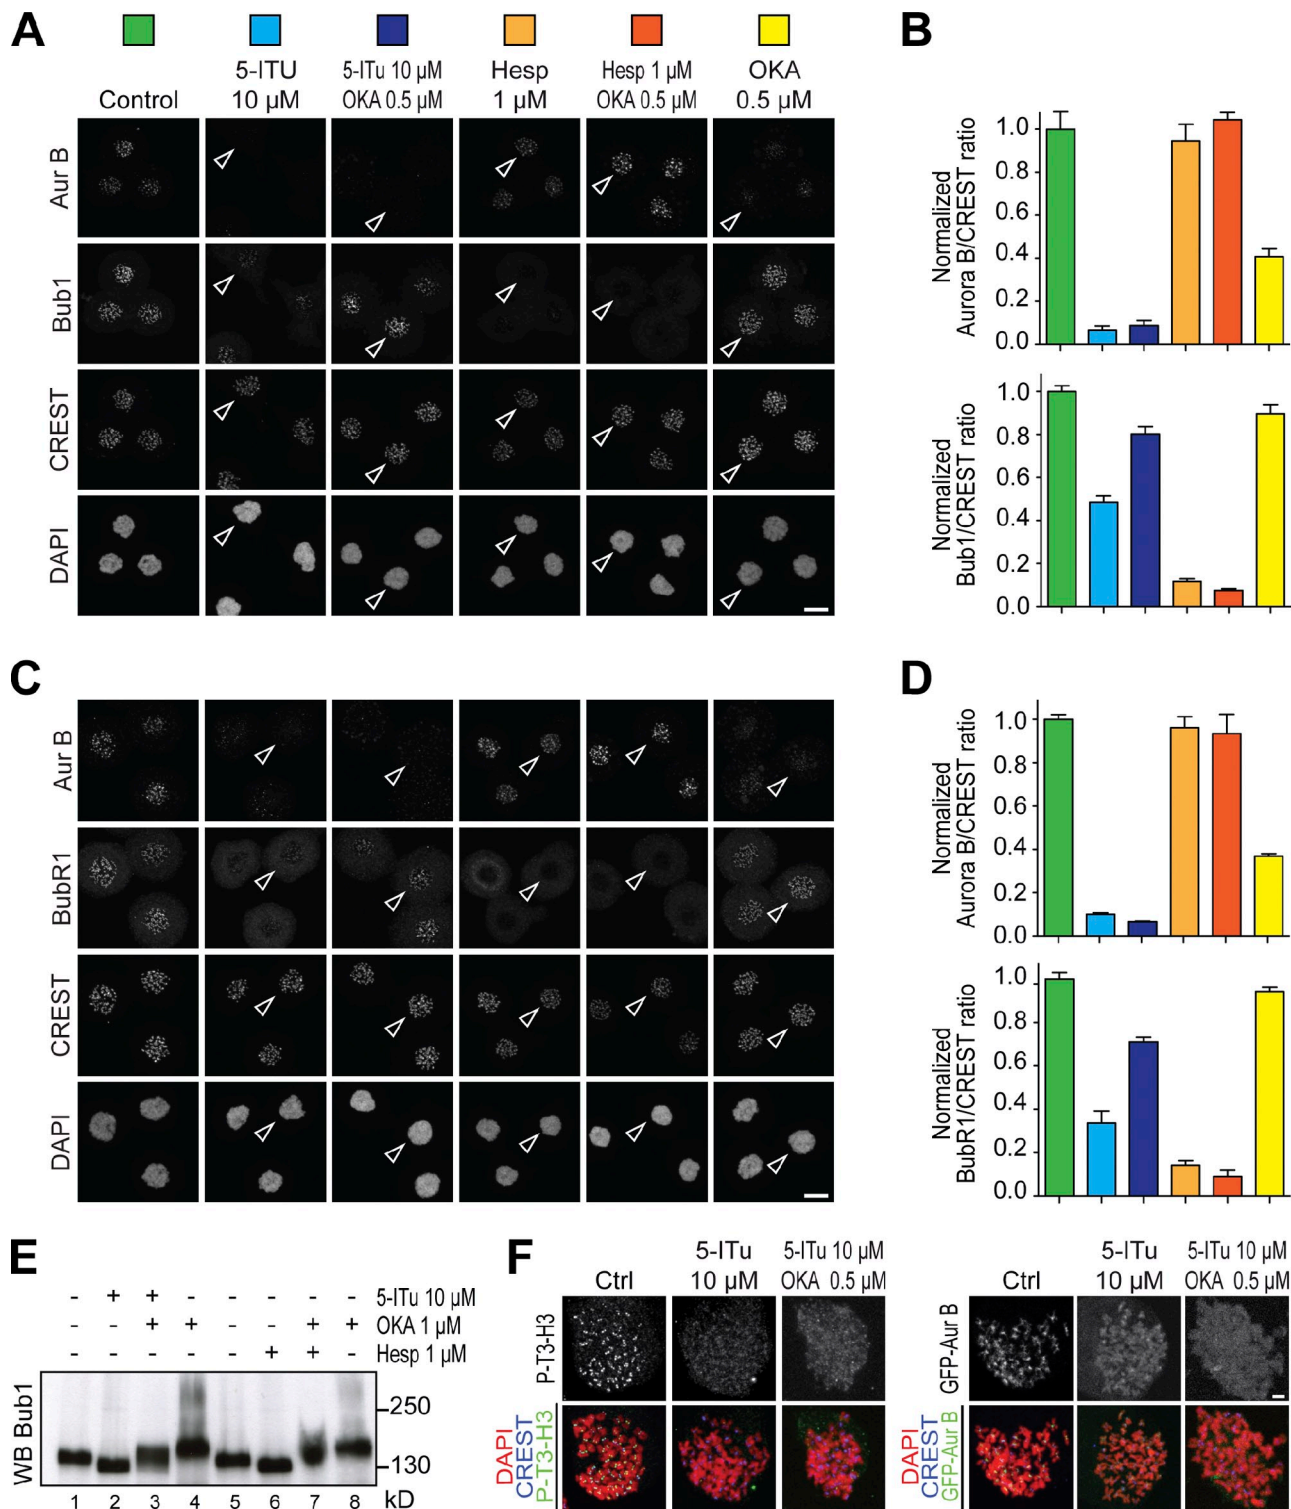 A
B
5-ITU
5-ITu 10 µM
Hesp
Hesp 1 µM
OKA
Control
10 µM
OKA 0.5 µM
1 µM
OKA 0.5 µM
0.5 µM
Aur B
Bub1
CREST
DAPI
Normalized
Aurora B/CREST ratio
1.0
0.8
0.6
0.4
0.2
0.0
Normalized
Bub1/CREST ratio
1.0
0.8
0.6
0.4
0.2
0.0
C
D
Aur B
BubR1
CREST
DAPI
Normalized
Aurora B/CREST ratio
1.0
0.8
0.6
0.4
0.2
0.0
Normalized
BubR1/CREST ratio
1.0
0.8
0.6
0.4
0.2
0.0
E
- + + - - - - - 5-ITu 10 µM
- - + + - - + + OKA 1 µM
- - - - - + + - Hesp 1 µM
WB Bub1
-250
-130
1 2 3 4 5 6 7 8 kD
F
Ctrl
5-ITu
10 µM
5-ITu 10 µM
OKA 0.5 µM
P-T3-H3
DAPI
CREST
P-T3-H3
Ctrl
5-ITu
10 µM
5-ITu 10 µM
OKA 0.5 µM
GFP-Aur B
DAPI
CREST
GFP-Aur B